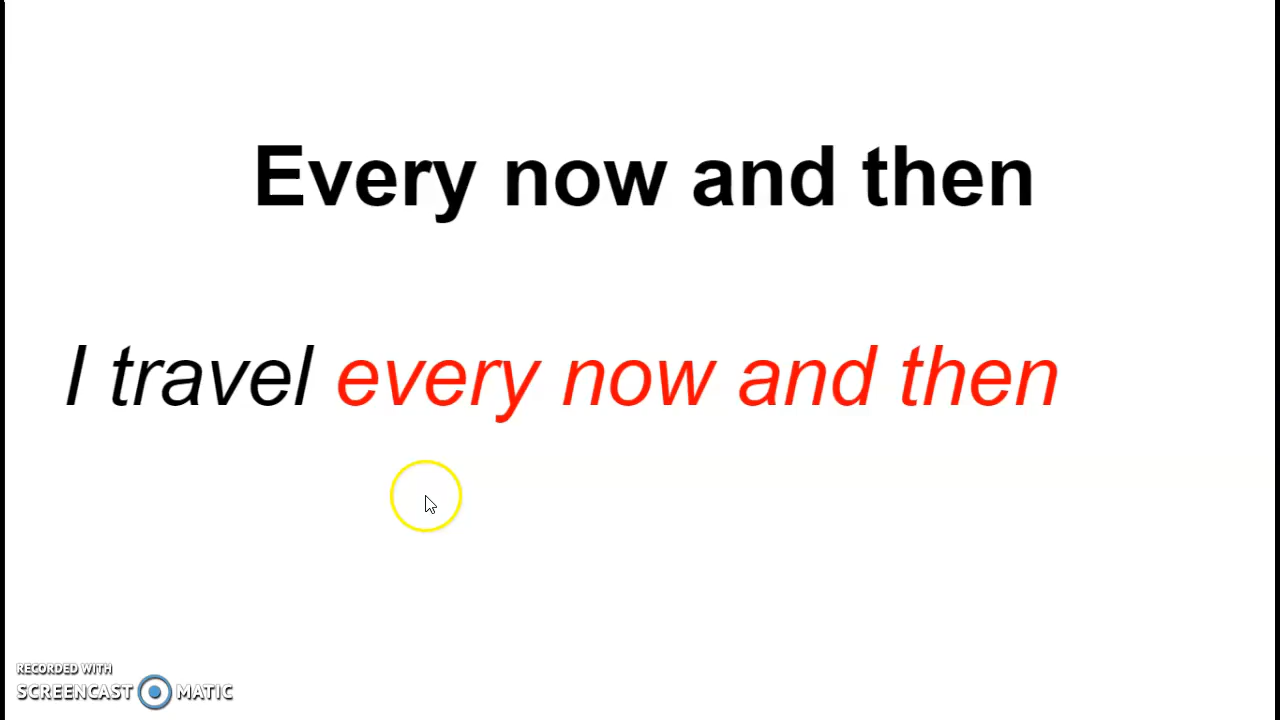 Every now and then
I travel every now and then
RECORDED WITH
SCREENCAST MATIC